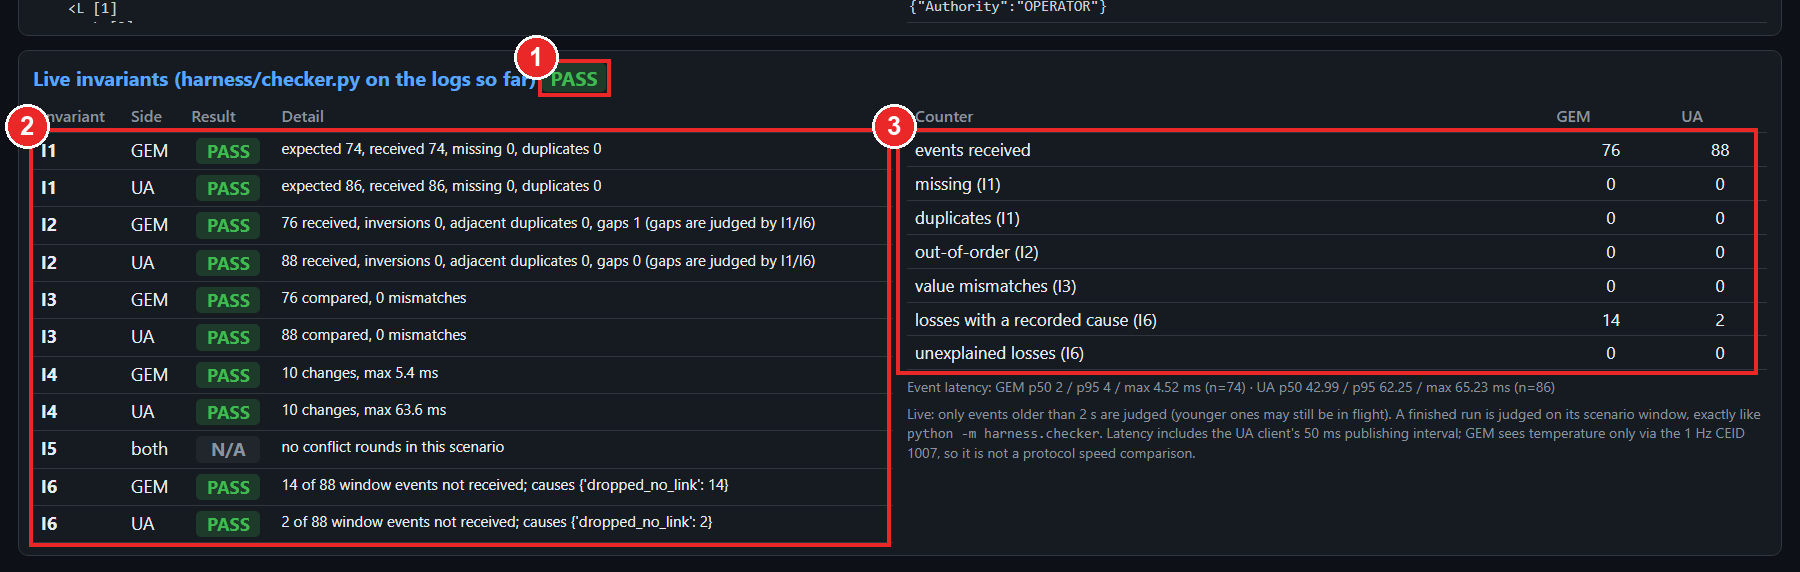 <L [1]
{"Authority":"OPERATOR"}
1
Live invariants (harness/checker.py on the logs so far) PASS
2
nvariant Side Result Detail
3
Counter GEM UA
I1 GEM PASS expected 74, received 74, missing 0, duplicates 0
I1 UA PASS expected 86, received 86, missing 0, duplicates 0
I2 GEM PASS 76 received, inversions 0, adjacent duplicates 0, gaps 1 (gaps are judged by I1/I6)
I2 UA PASS 88 received, inversions 0, adjacent duplicates 0, gaps 0 (gaps are judged by I1/I6)
I3 GEM PASS 76 compared, 0 mismatches
I3 UA PASS 88 compared, 0 mismatches
I4 GEM PASS 10 changes, max 5.4 ms
I4 UA PASS 10 changes, max 63.6 ms
I5 both N/A no conflict rounds in this scenario
I6 GEM PASS 14 of 88 window events not received; causes {'dropped_no_link': 14}
I6 UA PASS 2 of 88 window events not received; causes {'dropped_no_link': 2}
events received 76 88
missing (I1) 0 0
duplicates (I1) 0 0
out-of-order (I2) 0 0
value mismatches (I3) 0 0
losses with a recorded cause (I6) 14 2
unexplained losses (I6) 0 0
Event latency: GEM p50 2 / p95 4 / max 4.52 ms (n=74) · UA p50 42.99 / p95 62.25 / max 65.23 ms (n=86)
Live: only events older than 2 s are judged (younger ones may still be in flight). A finished run is judged on its scenario window, exactly like
python -m harness.checker. Latency includes the UA client's 50 ms publishing interval; GEM sees temperature only via the 1 Hz CEID
1007, so it is not a protocol speed comparison.